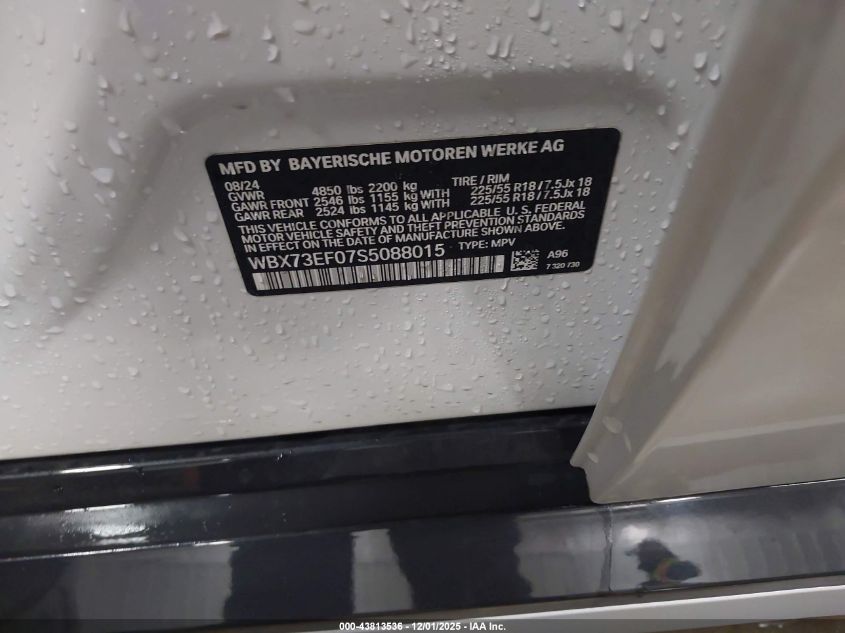 MFD BY BAYERISCHE MOTOREN WERKE AG
08/24
GVWR 4850 lbs 2200 kg TIRE / RIM
GAWR FRONT 2546 lbs 1155 kg WITH 225/55 R18 / 7.5Jx 18
GAWR REAR 2524 lbs 1145 kg WITH 225/55 R18 / 7.5Jx 18
THIS VEHICLE CONFORMS TO ALL APPLICABLE U. S. FEDERAL
MOTOR VEHICLE SAFETY AND THEFT PREVENTION STANDARDS
IN EFFECT ON THE DATE OF MANUFACTURE SHOWN ABOVE.
WBX73EF07S5088015 TYPE: MPV
A96
7 320 730
000-43813536 - 12/01/2025 - IAA Inc.